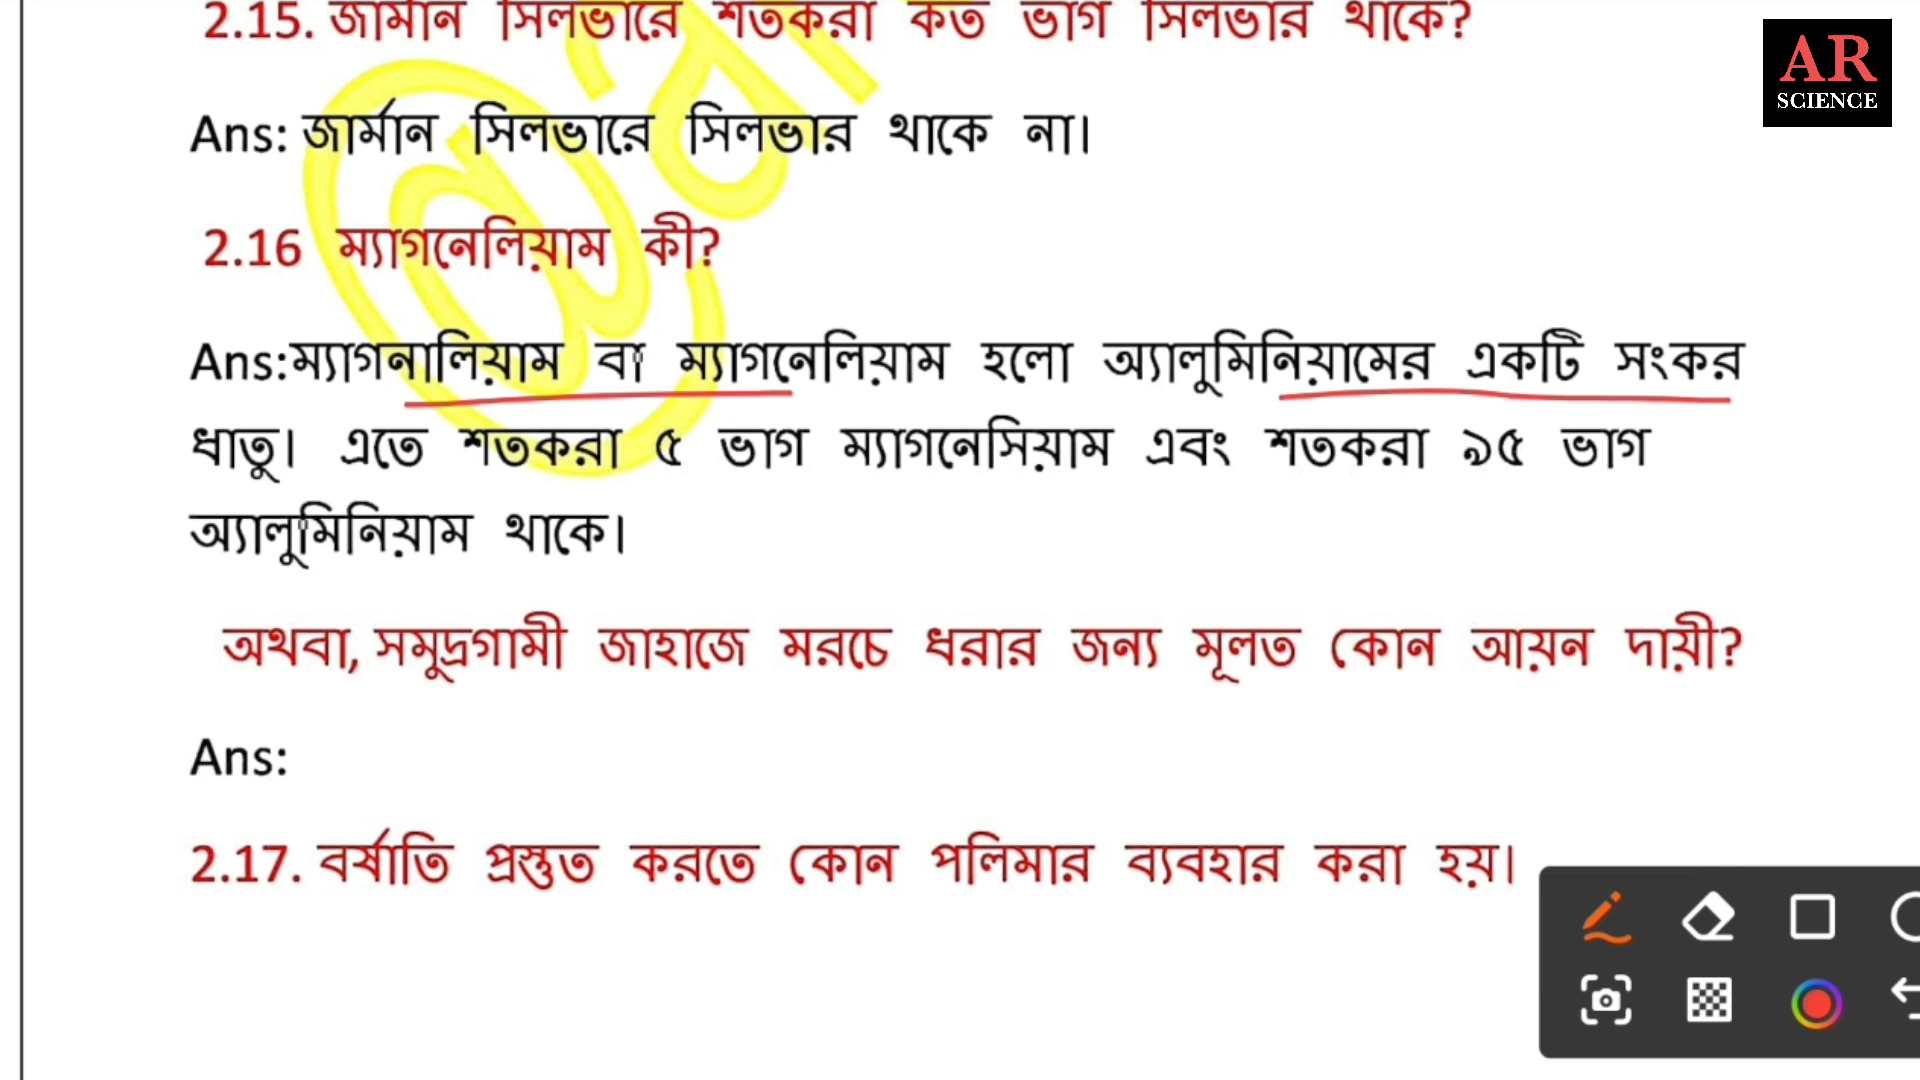 2.15. জার্মান সিলভারে শতকরা কত ভাগ সিলভার থাকে?
AR
SCIENCE
Ans: জার্মান সিলভারে সিলভার থাকে না।
2.16 ম্যাগনেলিয়াম কী?
Ans:ম্যাগনালিয়াম বা ম্যাগনেলিয়াম হলো অ্যালুমিনিয়ামের একটি সংকর
ধাতু। এতে শতকরা ৫ ভাগ ম্যাগনেসিয়াম এবং শতকরা ৯৫ ভাগ
অ্যালুমিনিয়াম থাকে।
অথবা, সমুদ্রগামী জাহাজে মরচে ধরার জন্য মূলত কোন আয়ন দায়ী?
Ans:
2.17. বর্ষাতি প্রস্তুত করতে কোন পলিমার ব্যবহার করা হয়।